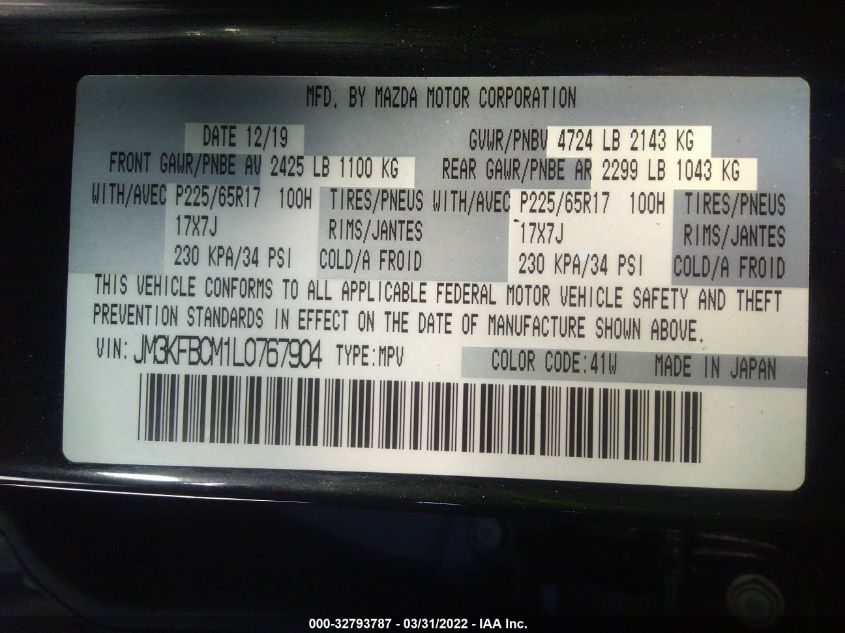 MFD. BY MAZDA MOTOR CORPORATION
DATE 12/19 GVWR/PNBV 4724 LB 2143 KG
FRONT GAWR/PNBE AV 2425 LB 1100 KG REAR GAWR/PNBE AR 2299 LB 1043 KG
WITH/AVEC P225/65R17 100H TIRES/PNEUS WITH/AVEC P225/65R17 100H TIRES/PNEUS
17X7J RIMS/JANTES 17X7J RIMS/JANTES
230 KPA/34 PSI COLD/A FROID 230 KPA/34 PSI COLD/A FROID
THIS VEHICLE CONFORMS TO ALL APPLICABLE FEDERAL MOTOR VEHICLE SAFETY AND THEFT
PREVENTION STANDARDS IN EFFECT ON THE DATE OF MANUFACTURE SHOWN ABOVE.
VIN: JM3KFBCM1L0767904 TYPE:MPV COLOR CODE:41W MADE IN JAPAN
000-32793787 - 03/31/2022 - IAA Inc.